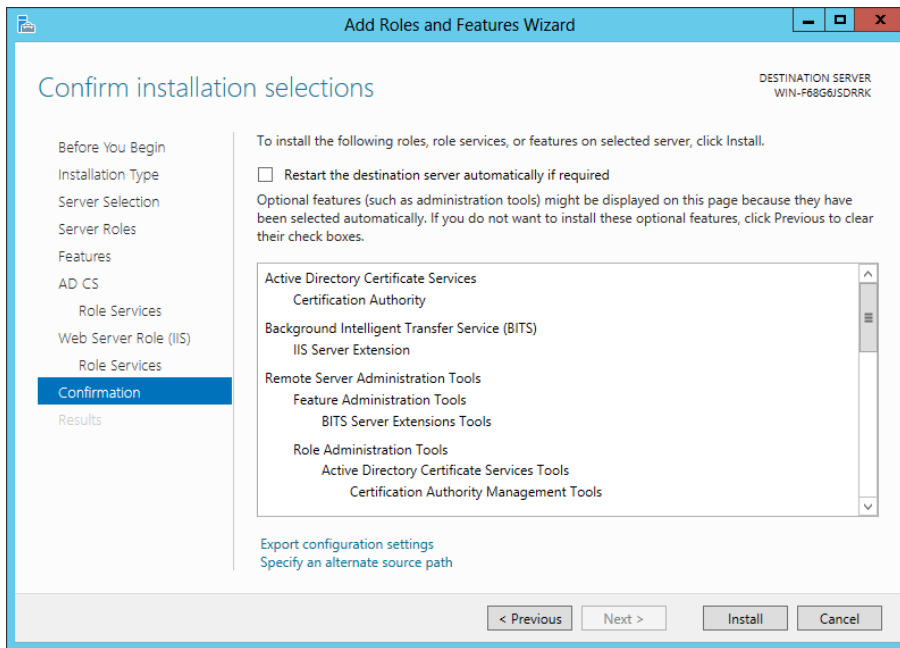 Add Roles and Features Wizard
Confirm installation selections
DESTINATION SERVER
WIN-F68G6JSDRRK
Before You Begin
Installation Type
Server Selection
Server Roles
Features
AD CS
Role Services
Web Server Role (IIS)
Role Services
Confirmation
Results
To install the following roles, role services, or features on selected server, click Install.
Restart the destination server automatically if required
Optional features (such as administration tools) might be displayed on this page because they have
been selected automatically. If you do not want to install these optional features, click Previous to clear
their check boxes.
Active Directory Certificate Services
Certification Authority
Background Intelligent Transfer Service (BITS)
IIS Server Extension
Remote Server Administration Tools
Feature Administration Tools
BITS Server Extensions Tools
Role Administration Tools
Active Directory Certificate Services Tools
Certification Authority Management Tools
Export configuration settings
Specify an alternate source path
< Previous
Next >
Install
Cancel